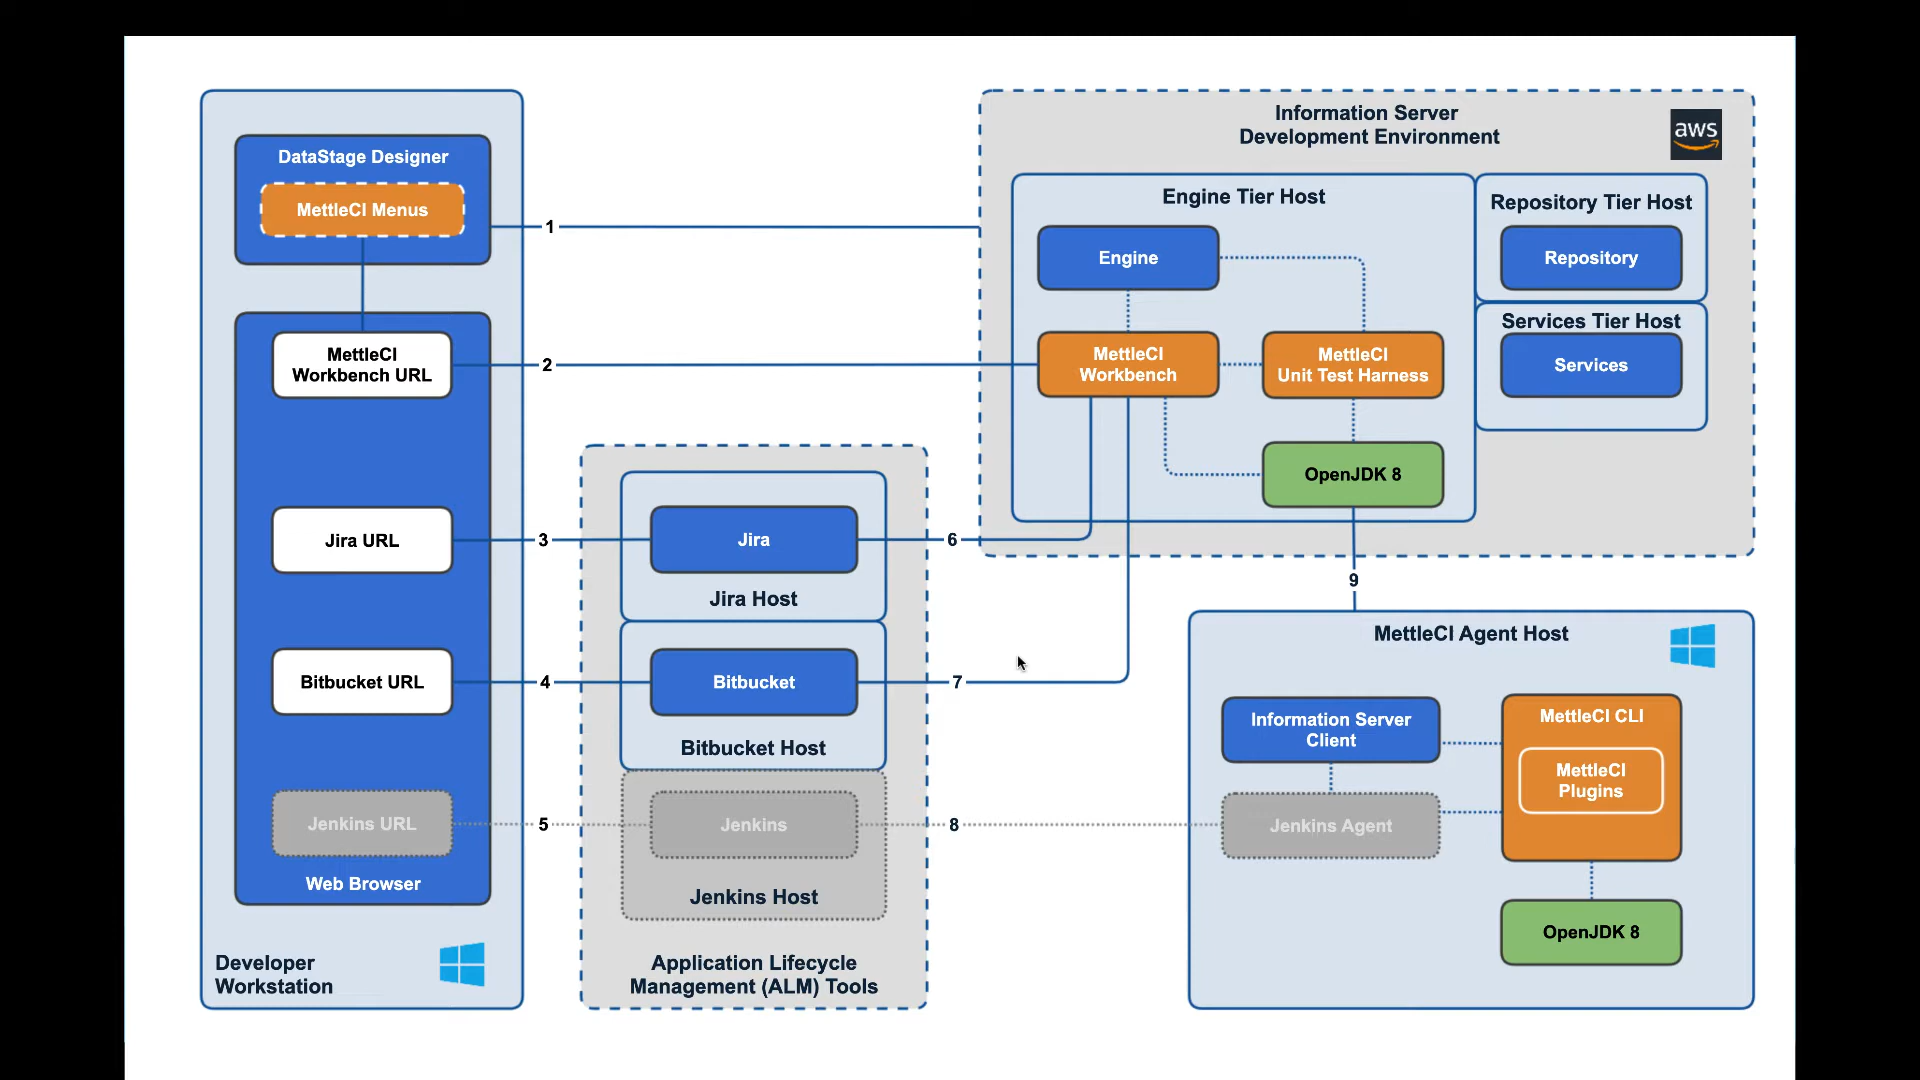 DataStage Designer
MettleCI Menus
MettleCI
Workbench URL
Jira URL
Bitbucket URL
Jenkins URL
Web Browser
Developer
Workstation
1
2
3
4
5
Jira
Jira Host
Bitbucket
Bitbucket Host
Jenkins
Jenkins Host
Application Lifecycle
Management (ALM) Tools
6
7
8
Information Server
Development Environment
aws
Engine Tier Host
Engine
MettleCI
Workbench
MettleCI
Unit Test Harness
OpenJDK 8
Repository Tier Host
Repository
Services Tier Host
Services
9
MettleCI Agent Host
Information Server
Client
Jenkins Agent
MettleCI CLI
MettleCI
Plugins
OpenJDK 8